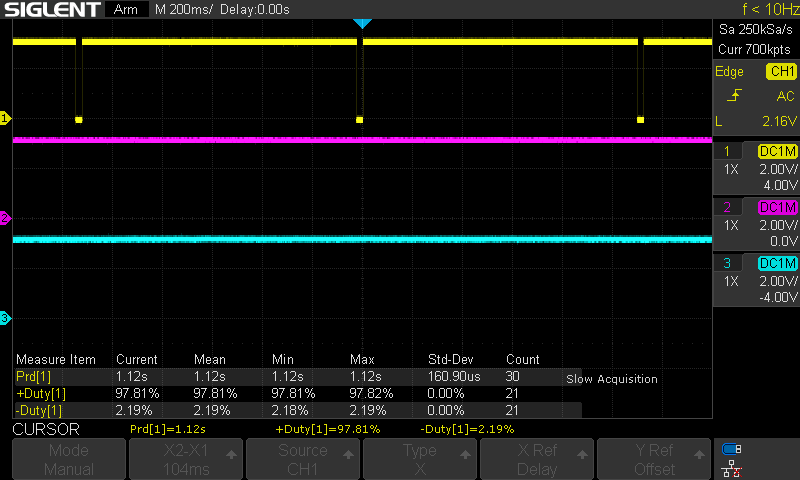 SIGLENT Arm M 200ms/ Delay:0.00s f < 10Hz
Sa 250kSa/s
Curr 700kpts
Edge CH1
AC
L 2.16V
1 DC1M
1X 2.00V/
4.00V
2 DC1M
1X 2.00V/
0.0V
3 DC1M
1X 2.00V/
-4.00V
1
2
3
Measure Item Current Mean Min Max Std-Dev Count
Prd[1] 1.12s 1.12s 1.12s 1.12s 160.90us 30
Slow Acquisition
+Duty[1] 97.81% 97.81% 97.81% 97.82% 0.00% 21
-Duty[1] 2.19% 2.19% 2.18% 2.19% 0.00% 21
CURSOR Prd[1]=1.12s +Duty[1]=97.81% -Duty[1]=2.19%
Mode X2-X1 Source Type X Ref Y Ref
Manual 104ms CH1 X Delay Offset